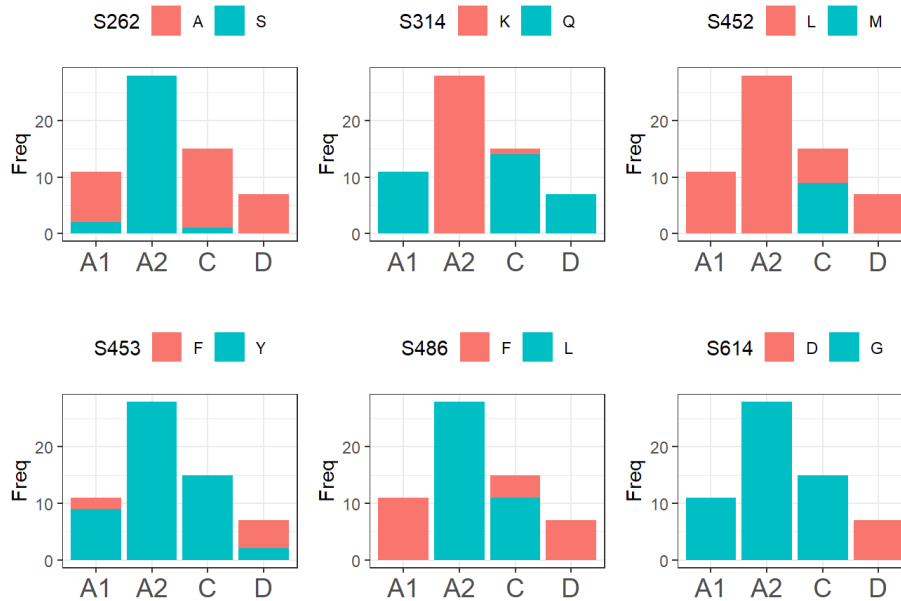 S262 A S
S314 K Q
S452 L M
Freq
20
10
0
A1 A2 C D
Freq
20
10
0
A1 A2 C D
Freq
20
10
0
A1 A2 C D
S453 F Y
S486 F L
S614 D G
Freq
20
10
0
A1 A2 C D
Freq
20
10
0
A1 A2 C D
Freq
20
10
0
A1 A2 C D